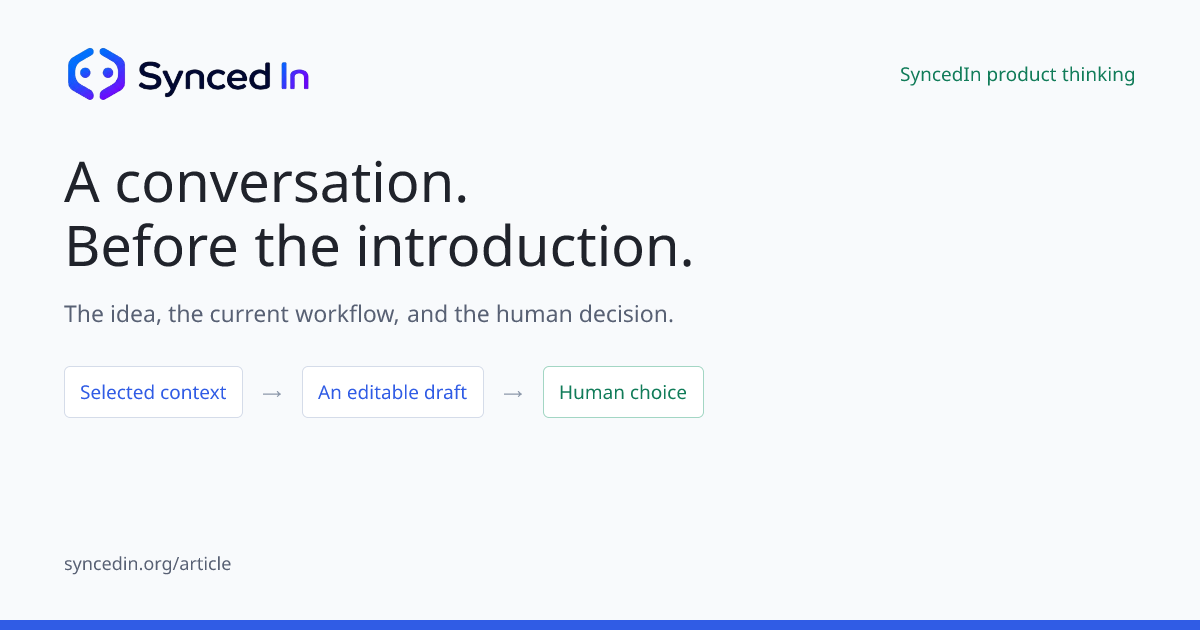 Synced In
SyncedIn product thinking
A conversation.
Before the introduction.
The idea, the current workflow, and the human decision.
Selected context → An editable draft → Human choice
syncedin.org/article